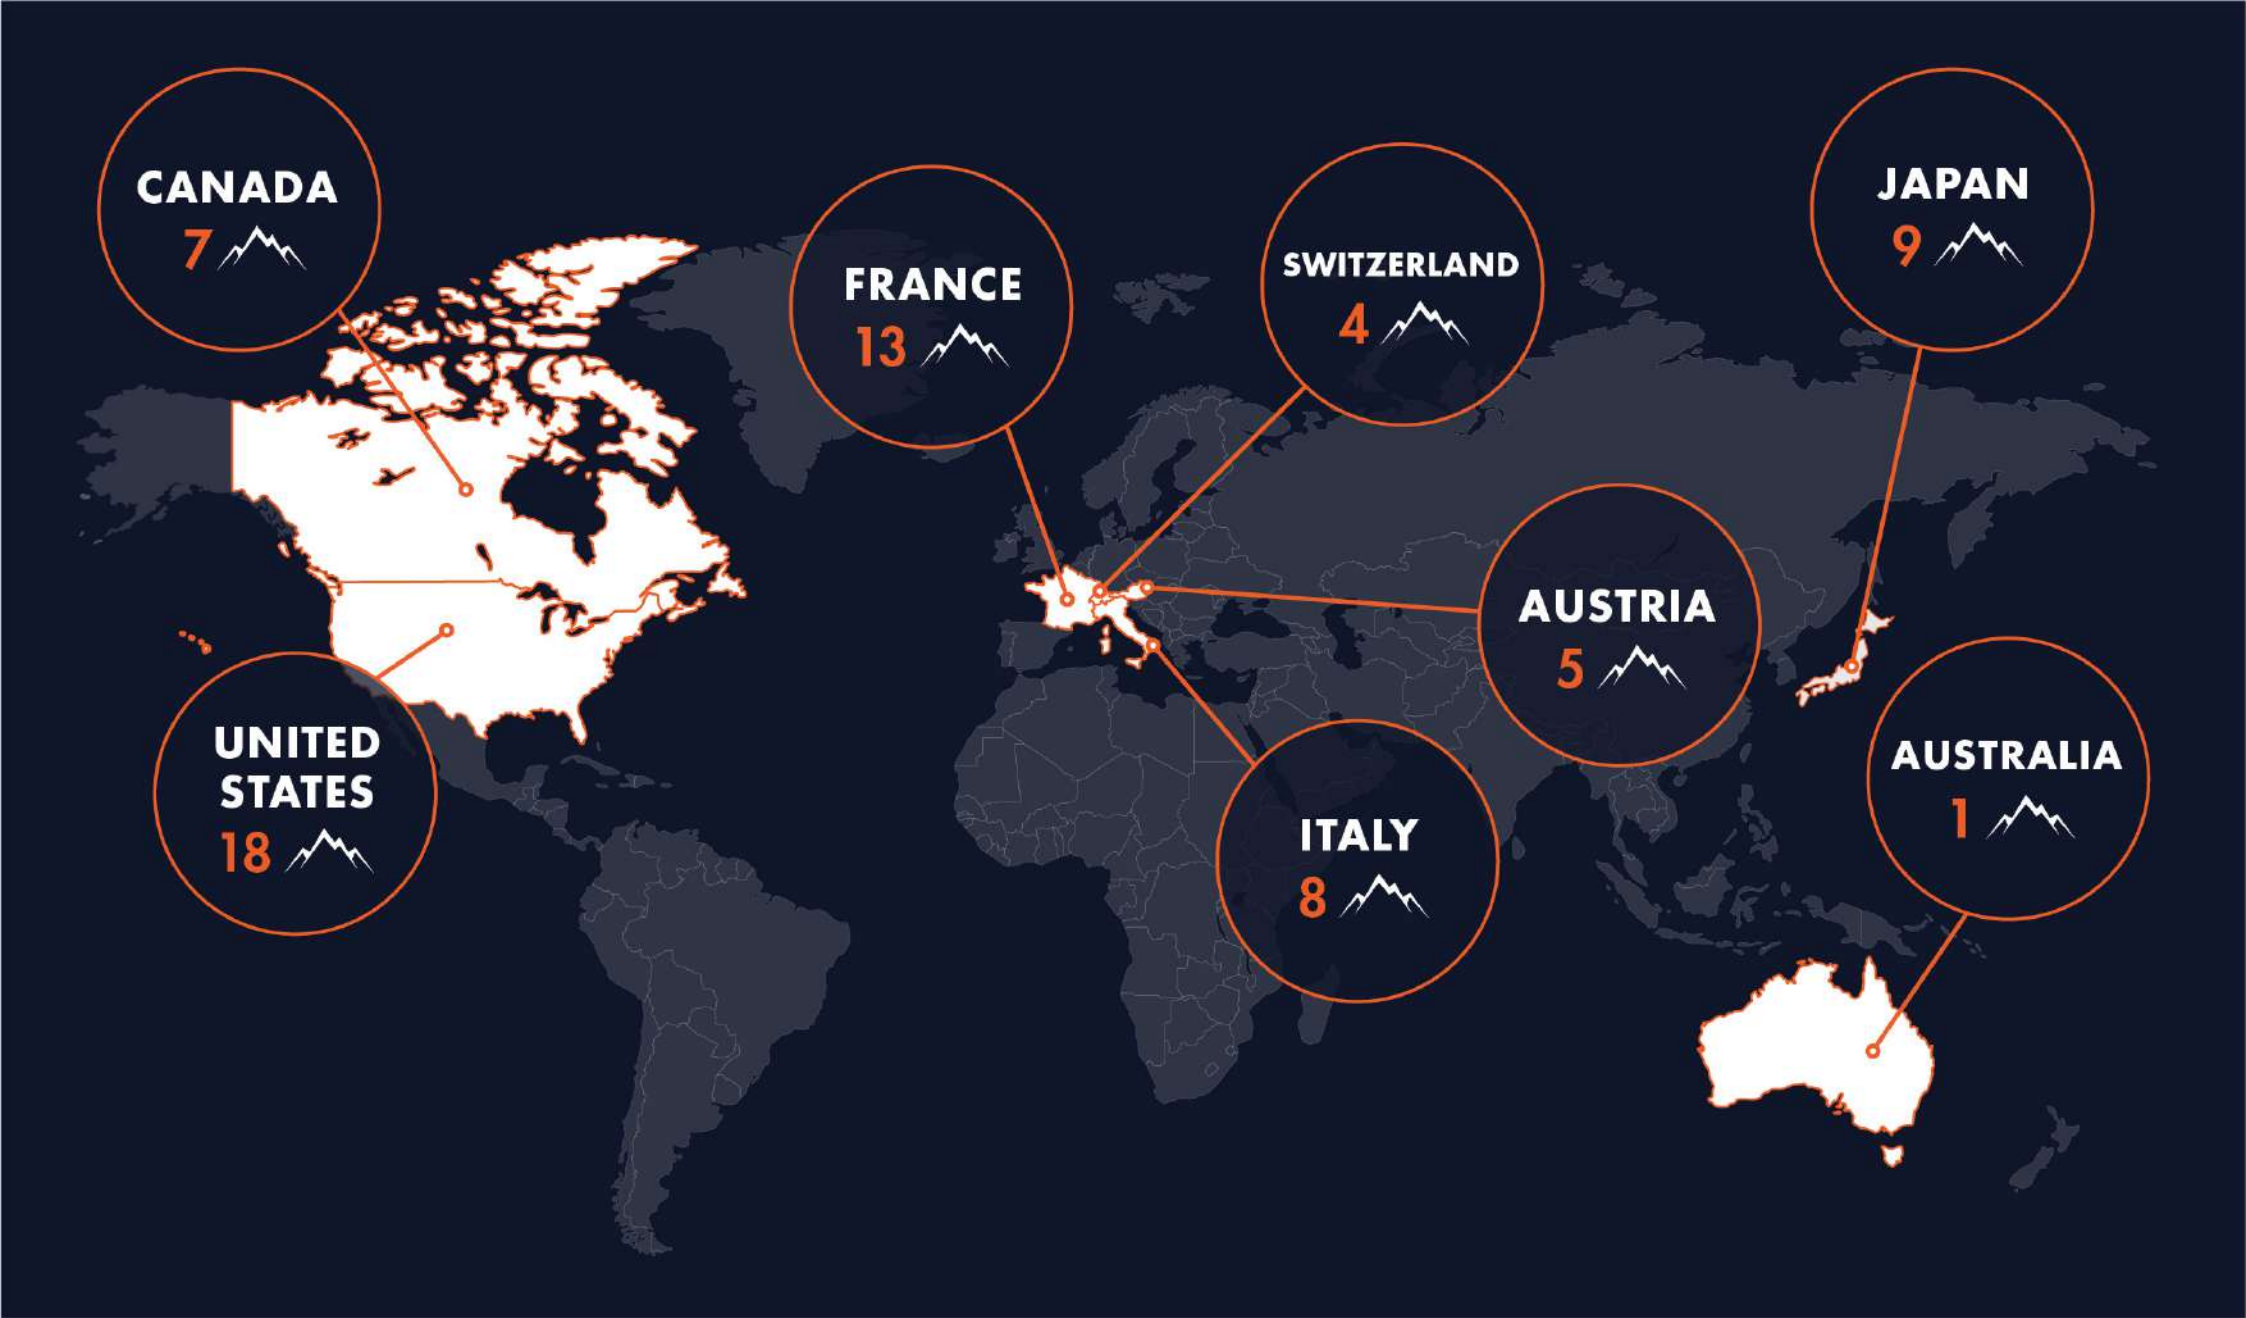 CANADA
7
FRANCE
13
SWITZERLAND
4
JAPAN
9
AUSTRIA
5
UNITED
STATES
18
ITALY
8
AUSTRALIA
1